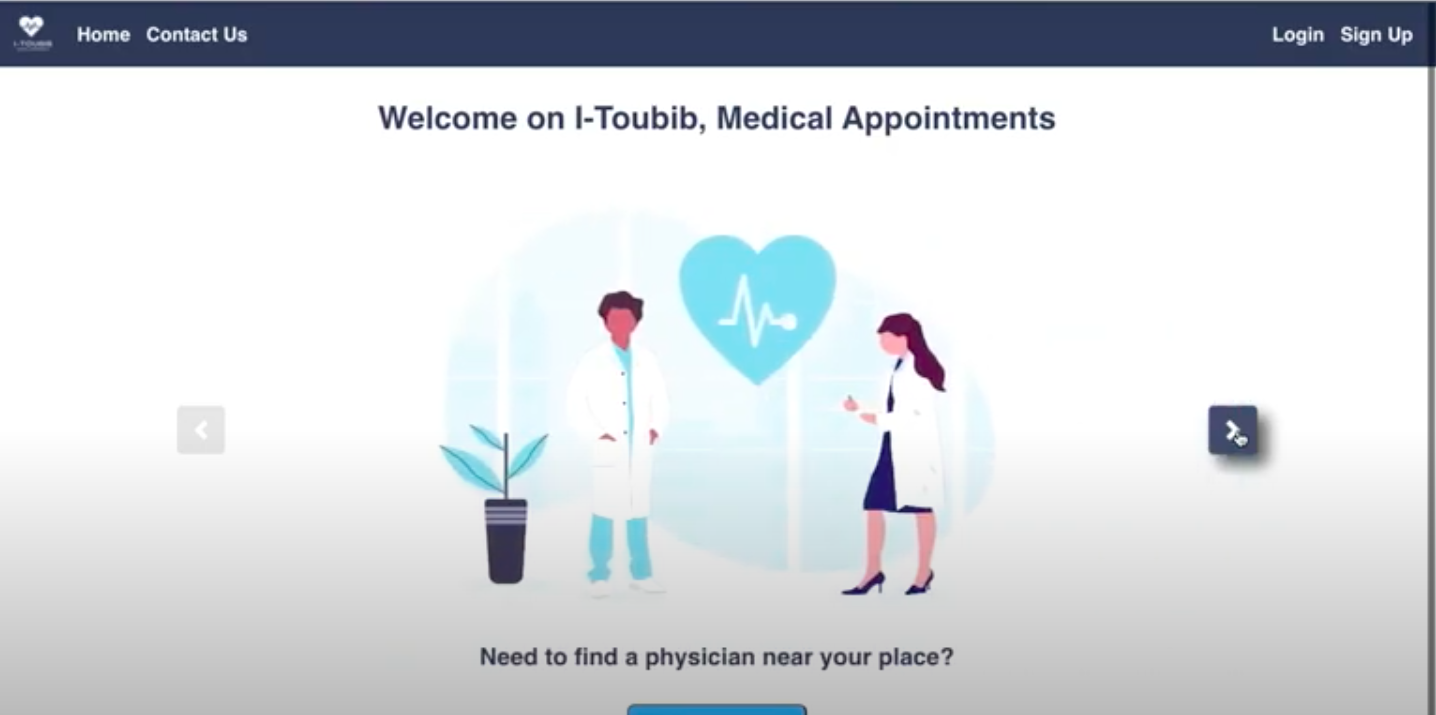 I-TOUBIB
Home Contact Us
Login Sign Up
Welcome on I-Toubib, Medical Appointments
Need to find a physician near your place?